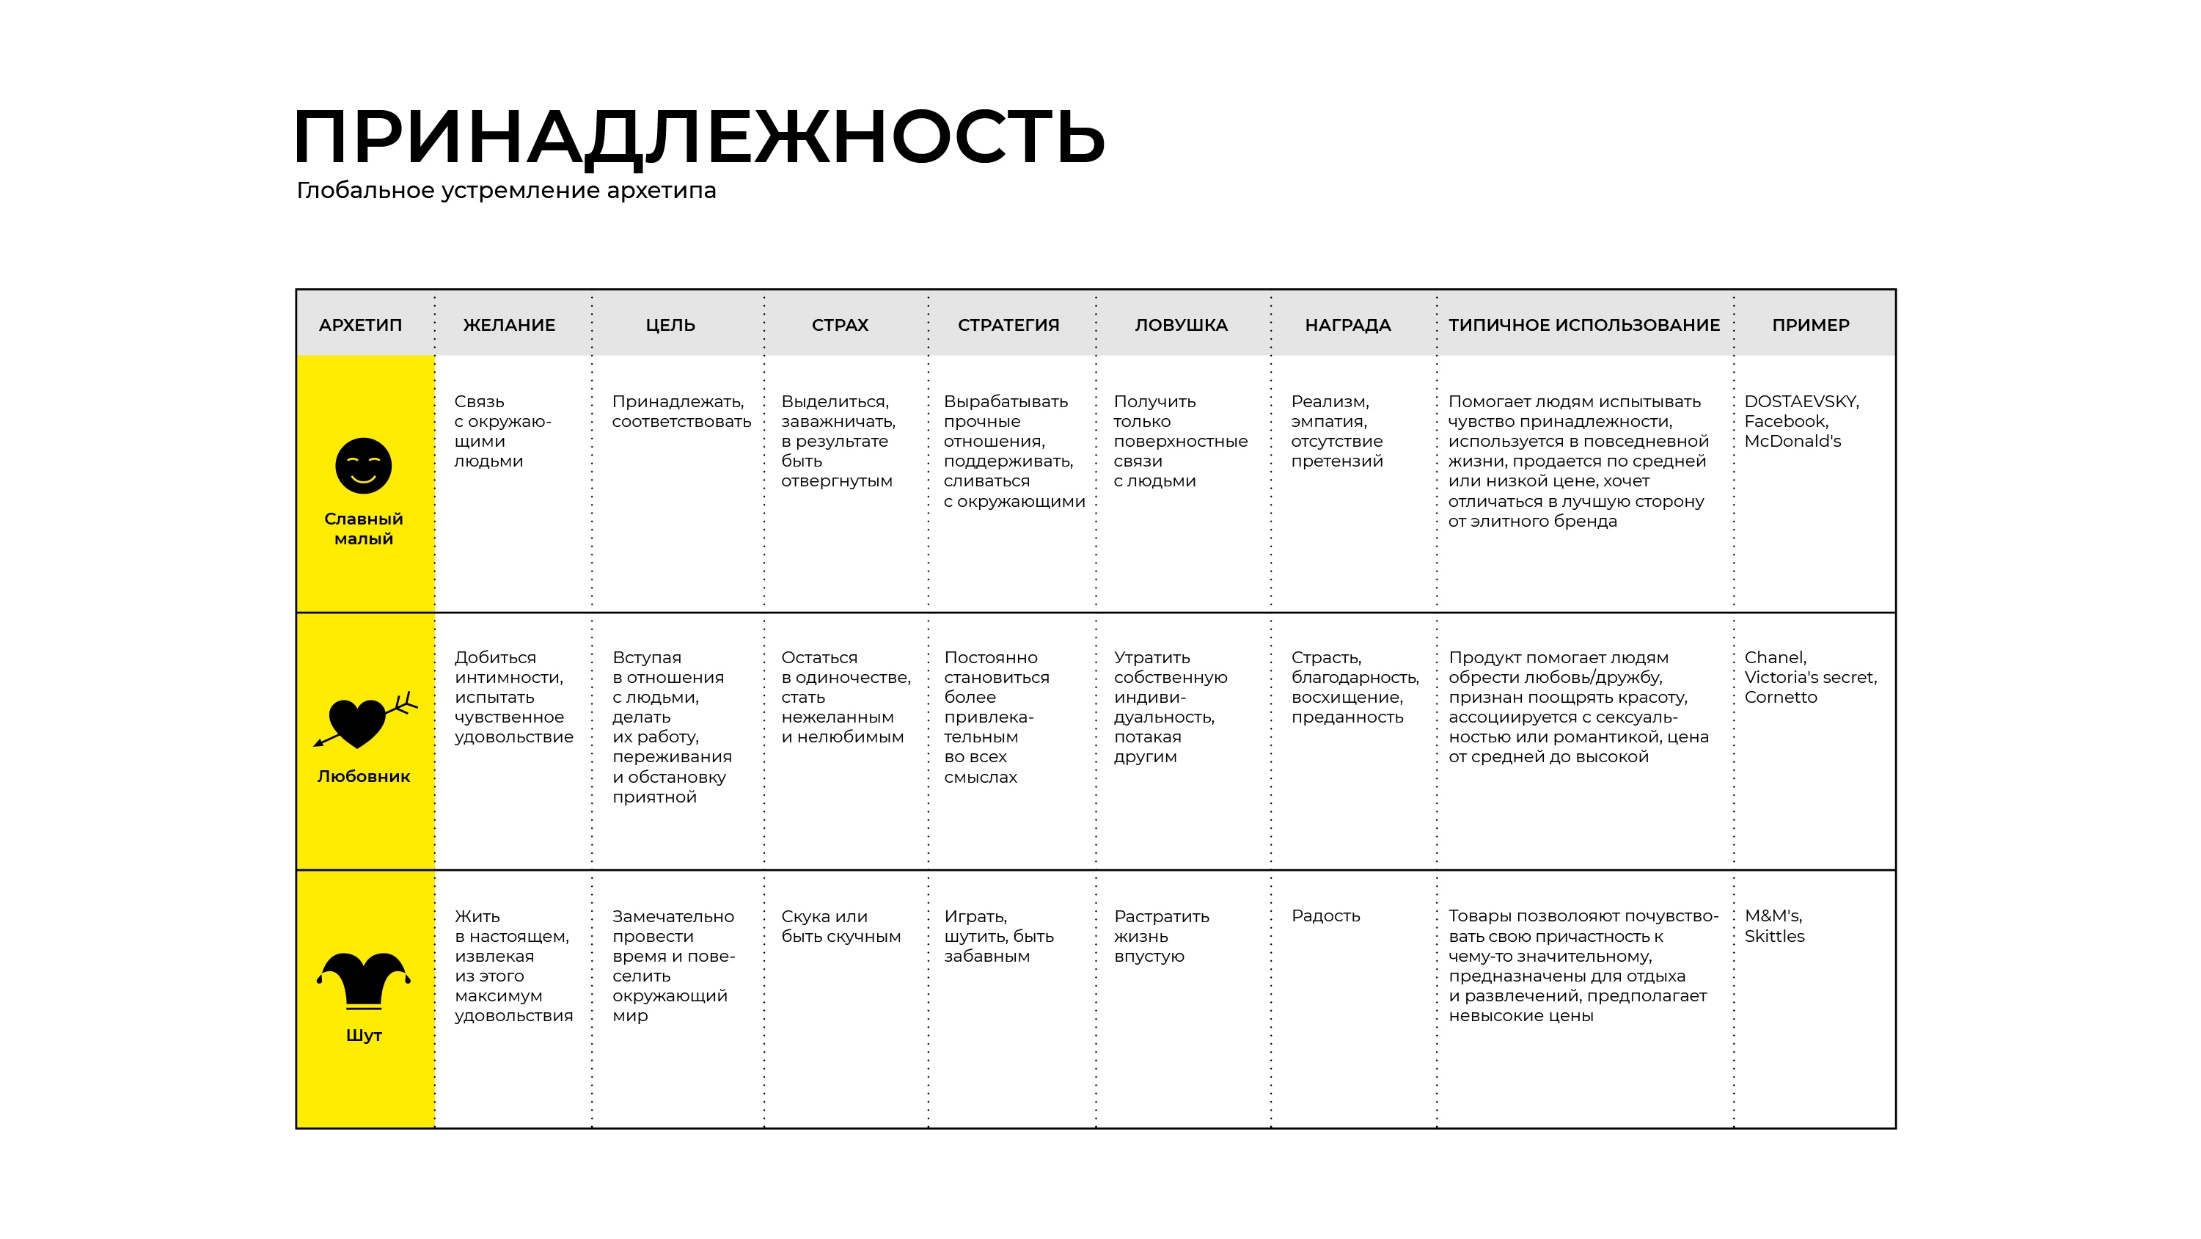 ПРИНАДЛЕЖНОСТЬ
Глобальное устремление архетипа
АРХЕТИП
ЖЕЛАНИЕ
ЦЕЛЬ
СТРАХ
СТРАТЕГИЯ
ЛОВУШКА
НАГРАДА
ТИПИЧНОЕ ИСПОЛЬЗОВАНИЕ
ПРИМЕР
Славный
малый
Связь
с окружаю-
щими
людьми
Принадлежать,
соответствовать
Выделиться,
заважничать,
в результате
быть
отвергнутым
Вырабатывать
прочные
отношения,
поддерживать,
сливаться
с окружающими
Получить
только
поверхностные
связи
с людьми
Реализм,
эмпатия,
отсутствие
претензий
Помогает людям испытывать
чувство принадлежности,
используется в повседневной
жизни, продается по средней
или низкой цене, хочет
отличаться в лучшую сторону
от элитного бренда
DOSTAEVSKY,
Facebook,
McDonald's
Любовник
Добиться
интимности,
испытать
чувственное
удовольствие
Вступая
в отношения
с людьми,
делать
их работу,
переживания
и обстановку
приятной
Остаться
в одиночестве,
стать
нежеланным
и нелюбимым
Постоянно
становиться
более
привлека-
тельным
во всех
смыслах
Утратить
собственную
индиви-
дуальность,
потакая
другим
Страсть,
благодарность,
восхищение,
преданность
Продукт помогает людям
обрести любовь/дружбу,
признан поощрять красоту,
ассоциируется с сексуаль-
ностью или романтикой, цена
от средней до высокой
Chanel,
Victoria's secret,
Cornetto
Шут
Жить
в настоящем,
извлекая
из этого
максимум
удовольствия
Замечательно
провести
время и пове-
селить
окружающий
мир
Скука или
быть скучным
Играть,
шутить, быть
забавным
Растратить
жизнь
впустую
Радость
Товары позволояют почувство-
вать свою причастность к
чему-то значительному,
предназначены для отдыха
и развлечений, предполагает
невысокие цены
M&M's,
Skittles